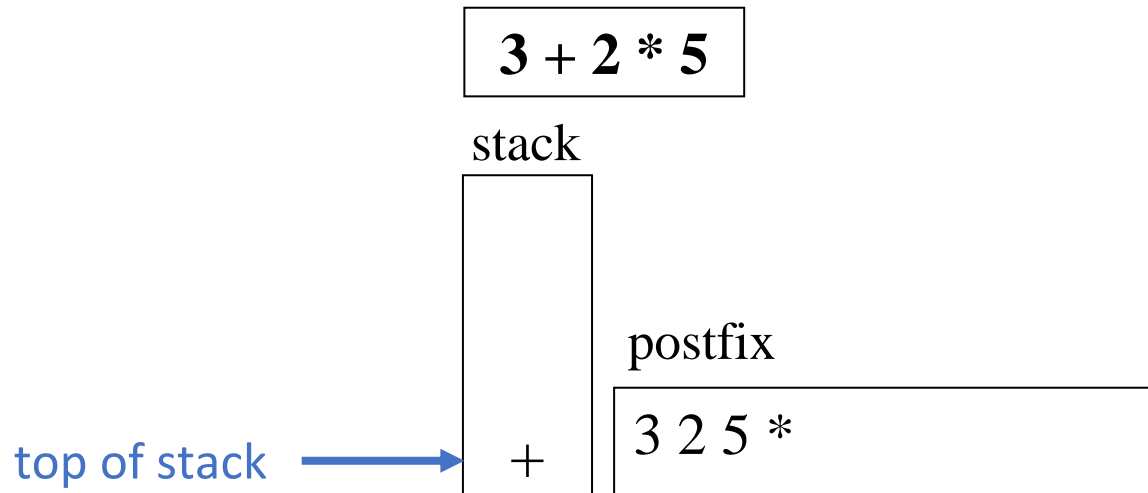 3 + 2 * 5
stack
postfix
3 2 5 *
top of stack
+